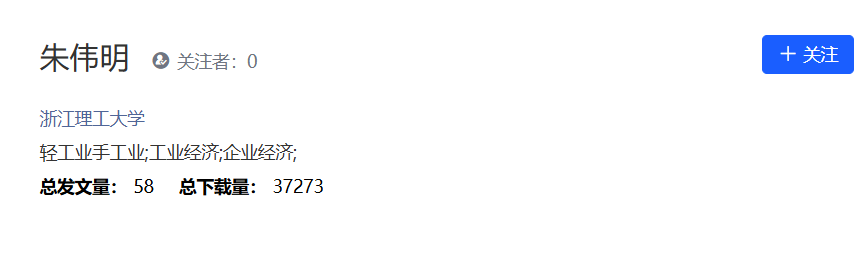 朱伟明 关注者：0 + 关注
浙江理工大学
轻工业手工业;工业经济;企业经济;
总发文量： 58 总下载量： 37273